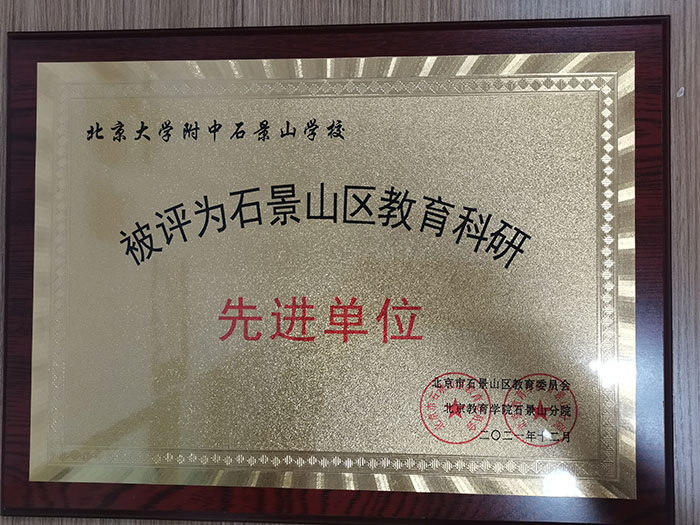 北京大学附中石景山学校
被评为石景山区教育科研
先进单位
北京市石景山区教育委员会
北京教育学院石景山分院
二〇二一年十二月